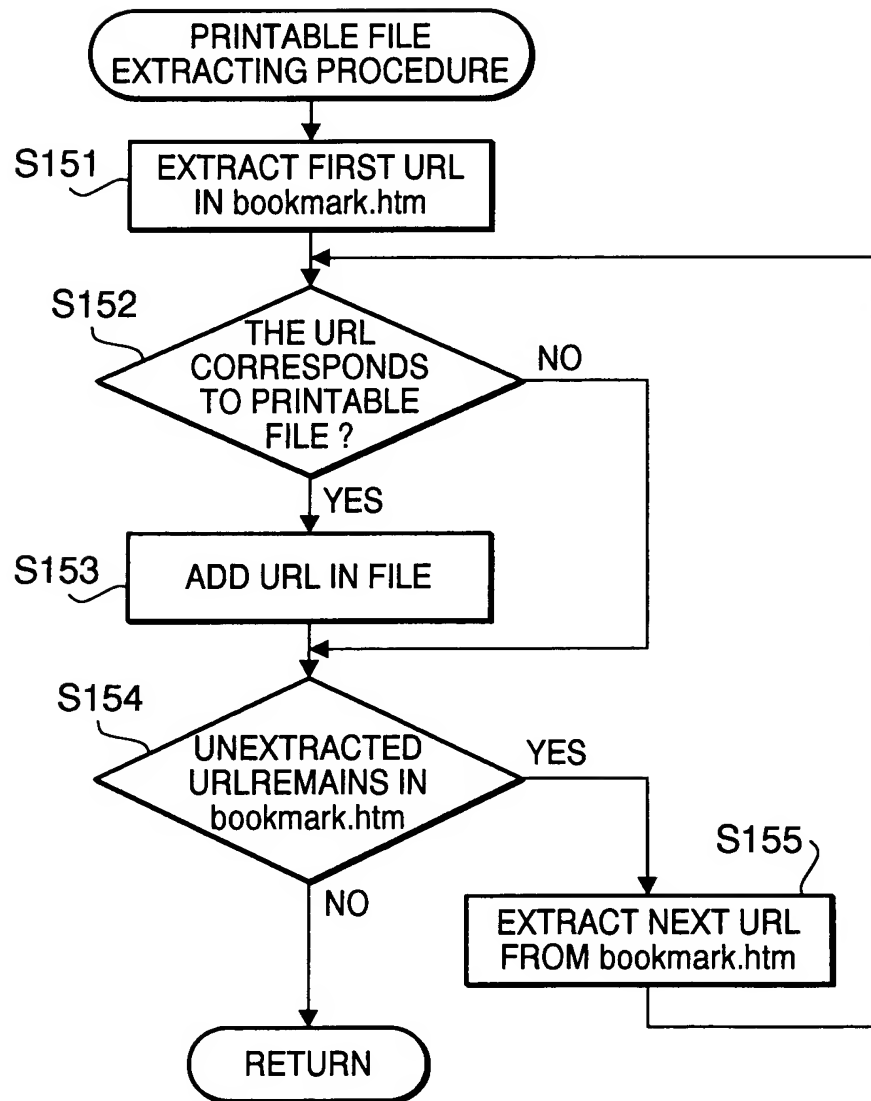 PRINTABLE FILE
EXTRACTING PROCEDURE
S151
EXTRACT FIRST URL
IN bookmark.htm
S152
THE URL
CORRESPONDS
TO PRINTABLE
FILE ?
NO
YES
S153
ADD URL IN FILE
S154
UNEXTRACTED
URLREMAINS IN
bookmark.htm
YES
NO
S155
EXTRACT NEXT URL
FROM bookmark.htm
RETURN